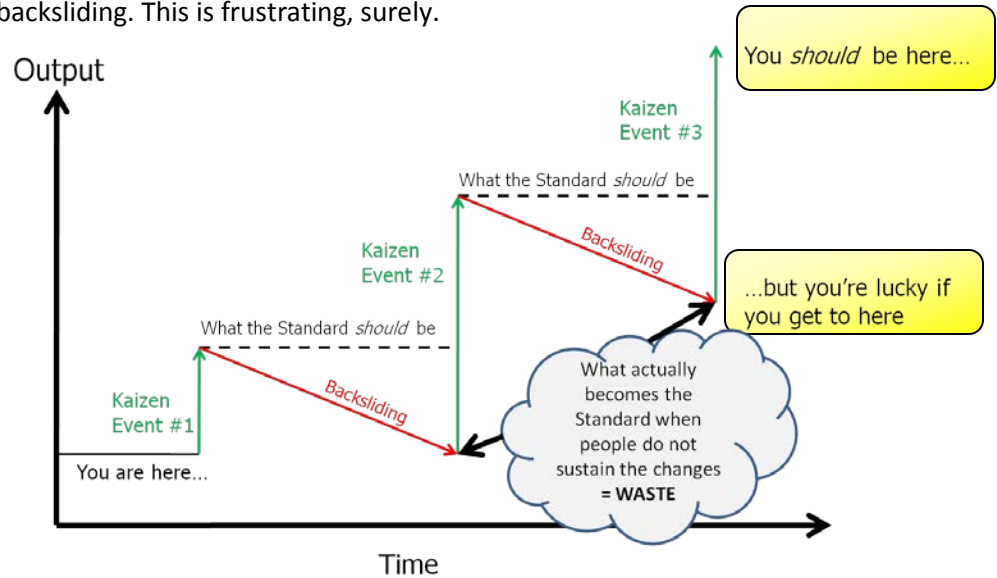 backsliding. This is frustrating, surely.
Output
You should be here…
Kaizen
Event #3
What the Standard should be
Backsliding
Kaizen
Event #2
…but you’re lucky if
you get to here
What the Standard should be
Backsliding
Kaizen
Event #1
You are here…
What actually
becomes the
Standard when
people do not
sustain the changes
= WASTE
Time